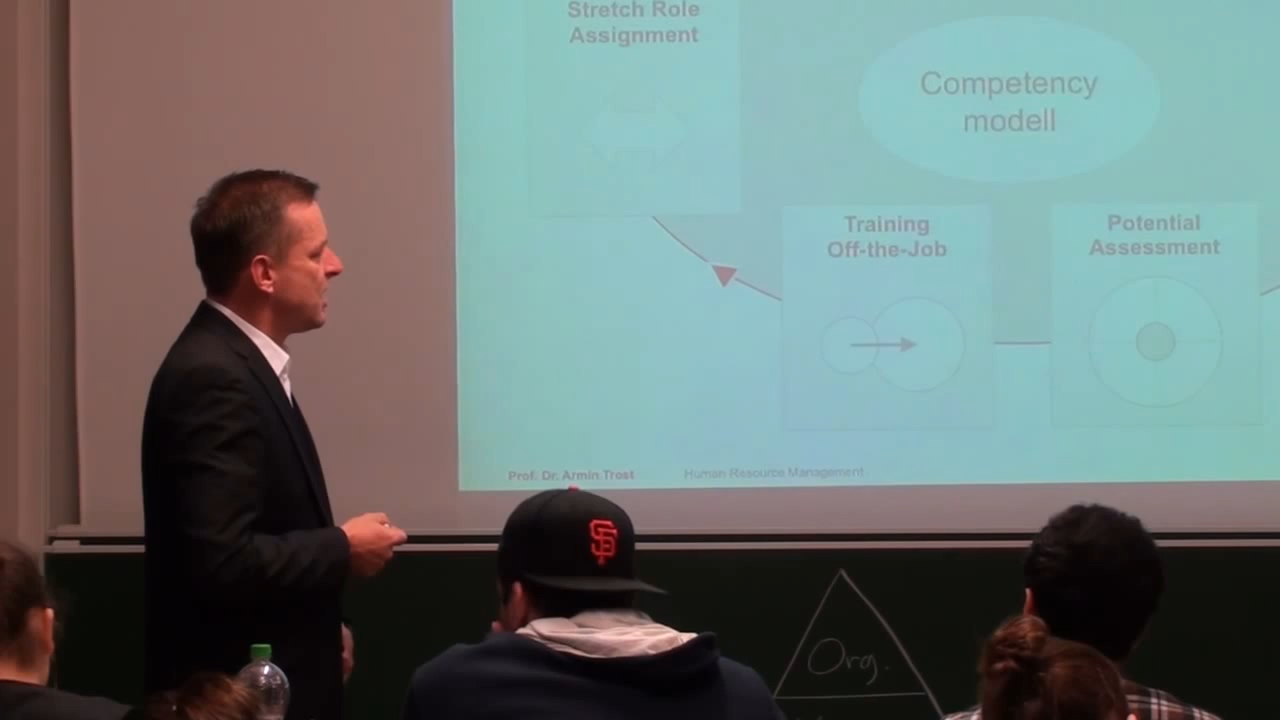 Stretch Role
Assignment
Competency
modell
Training
Off-the-Job
Potential
Assessment
Prof. Dr. Armin Trost
Human Resource Management
SF
Org.